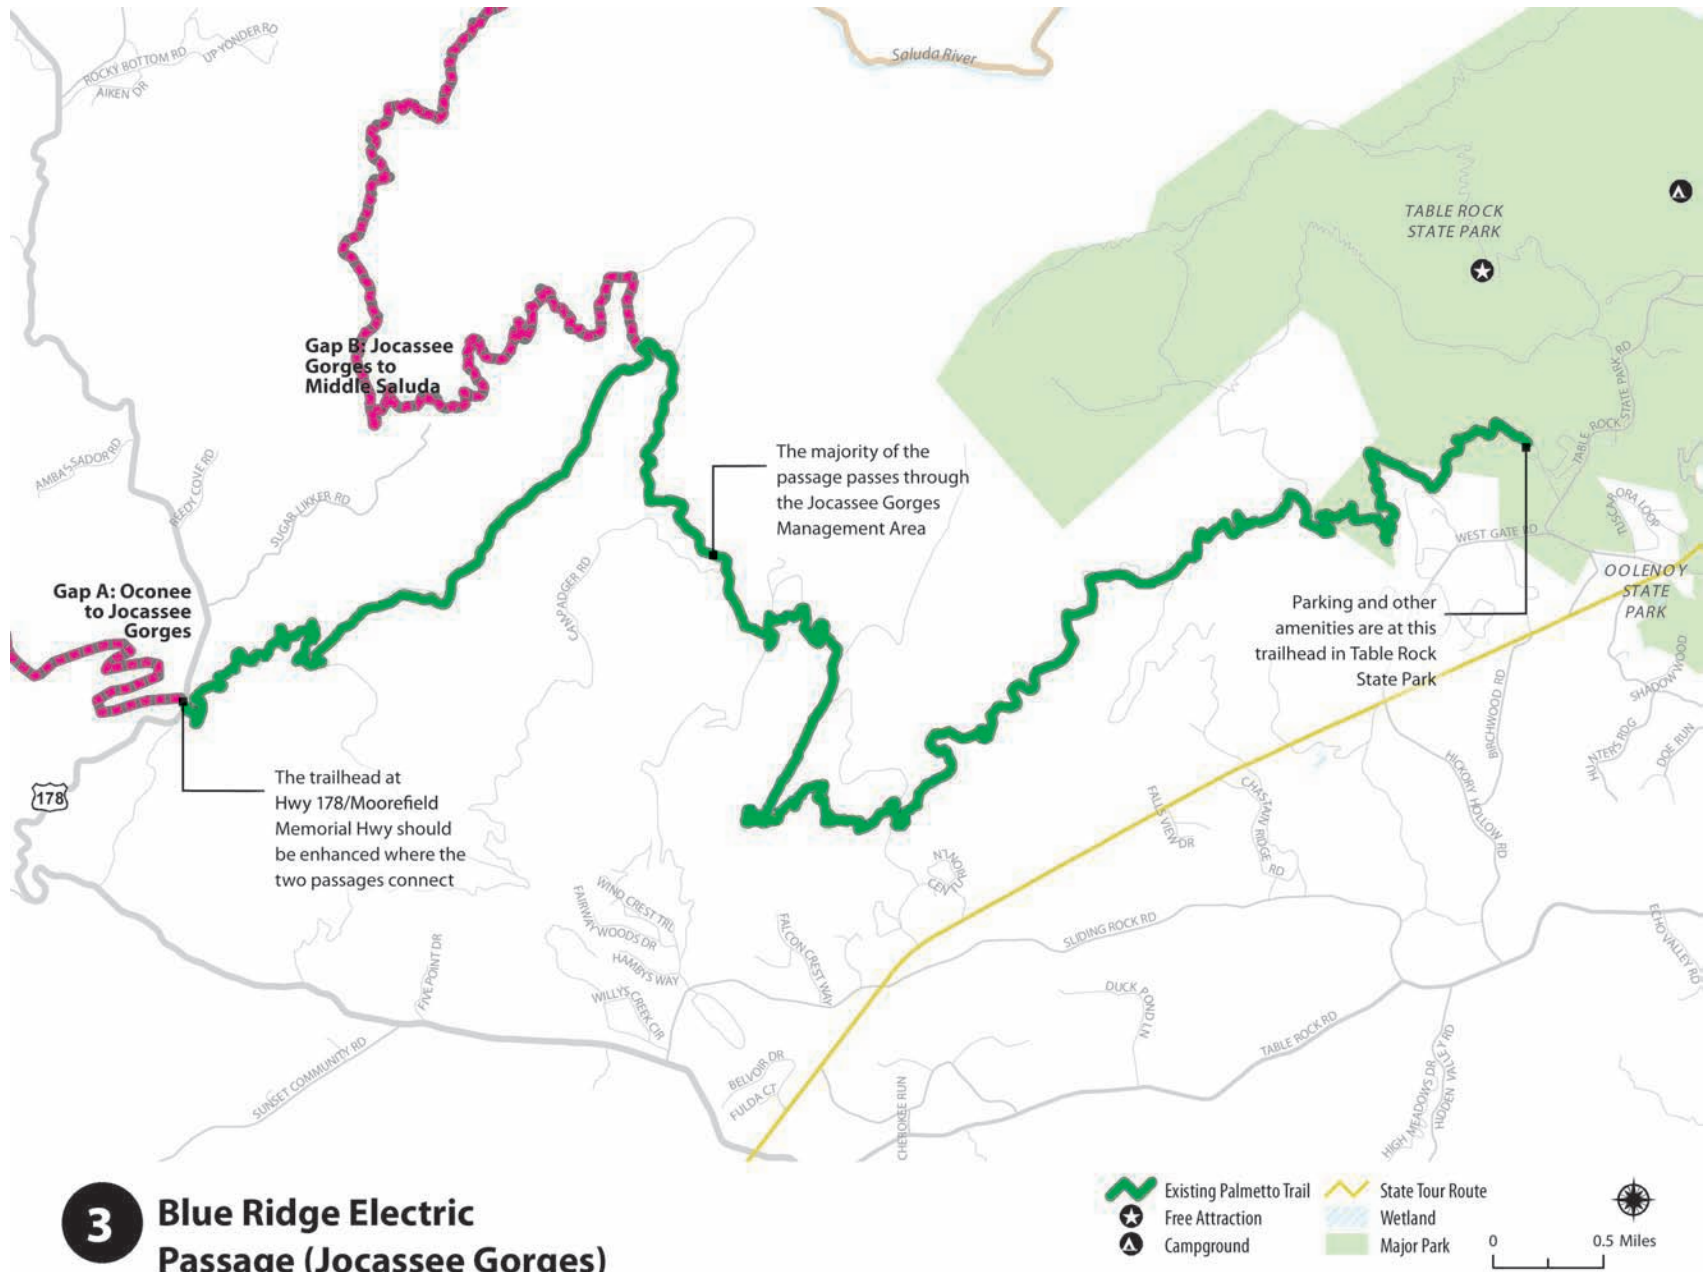 ROCKY BOTTOM RD
UP YONDER RD
AIKEN DR
Saluda River
TABLE ROCK
STATE PARK
Gap B: Jocassee
Gorges to
Middle Saluda
TABLE ROCK STATE PARK RD
AMBASSADOR RD
REEDY COVE RD
SUGAR LIKKER RD
The majority of the
passage passes through
the Jocassee Gorges
Management Area
CAMP ADGER RD
TUSCARORA LOOP
WEST GATE RD
OOLENOY
STATE
PARK
Gap A: Oconee
to Jocassee
Gorges
Parking and other
amenities are at this
trailhead in Table Rock
State Park
SHADOW WOOD
BIRCHWOOD RD
HUNTERS RDG
DOE RUN
HICKORY HOLLOW RD
178
The trailhead at
Hwy 178/Moorefield
Memorial Hwy should
be enhanced where the
two passages connect
FALLS VIEW DR
CHASTAIN RIDGE RD
CENTURION LN
WIND CREST TRL
FAIRWAY WOODS DR
HAMBYS WAY
WILLYS CREEK CIR
FALCON CREST WAY
SLIDING ROCK RD
ECHO VALLEY RD
FIVE POINT DR
DUCK POND LN
TABLE ROCK RD
SUNSET COMMUNITY RD
BELVOIR DR
FULDA CT
CHEROKEE RUN
HIGH MEADOWS DR
HIDDEN VALLEY RD
3
Blue Ridge Electric
Passage (Jocassee Gorges)
Existing Palmetto Trail
Free Attraction
Campground
State Tour Route
Wetland
Major Park
0 0.5 Miles